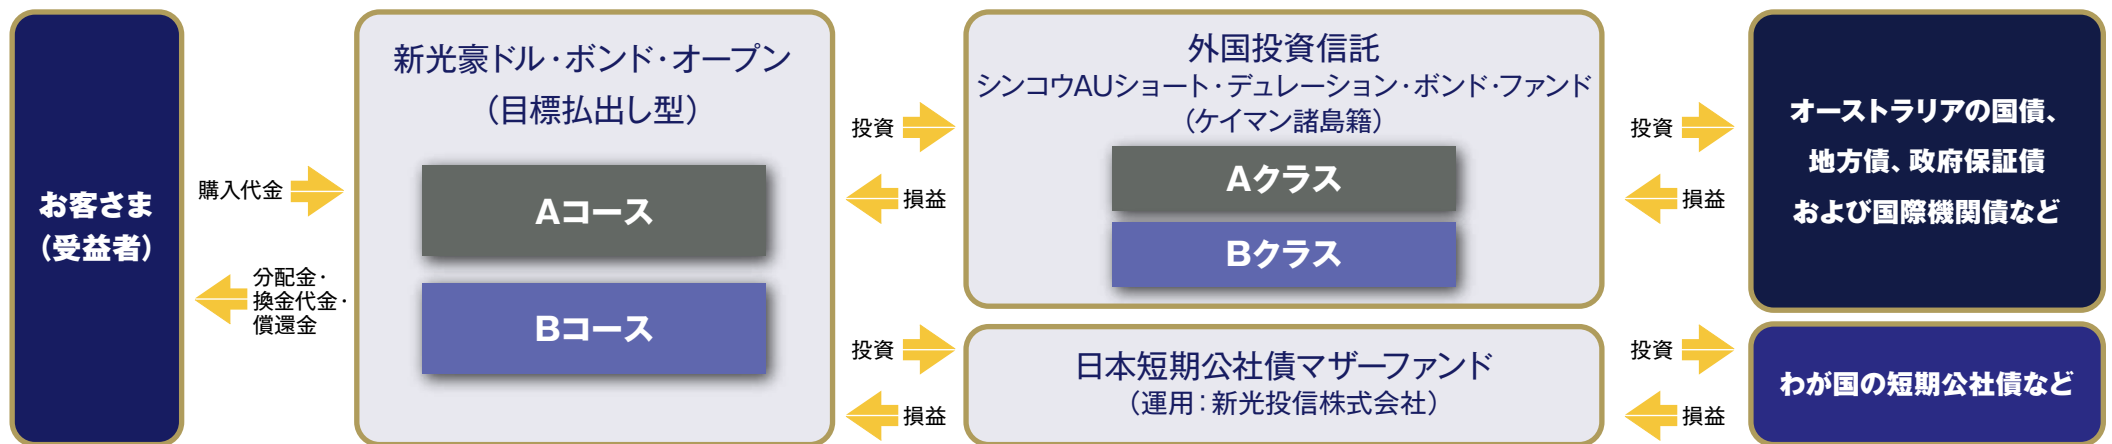 お客さま
（受益者）
購入代金
分配金・
換金代金・
償還金
新光豪ドル・ボンド・オープン
（目標払出し型）
Aコース
Bコース
投資
損益
投資
損益
外国投資信託
シンコウAUショート・デュレーション・ボンド・ファンド
（ケイマン諸島籍）
Aクラス
Bクラス
日本短期公社債マザーファンド
（運用：新光投信株式会社）
投資
損益
投資
損益
オーストラリアの国債、
地方債、政府保証債
および国際機関債など
わが国の短期公社債など